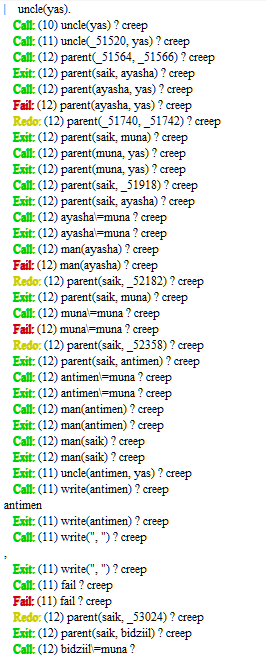 | uncle(yas).
Call: (10) uncle(yas) ? creep
Call: (11) uncle(_51520, yas) ? creep
Call: (12) parent(_51564, _51566) ? creep
Exit: (12) parent(saik, ayasha) ? creep
Call: (12) parent(ayasha, yas) ? creep
Fail: (12) parent(ayasha, yas) ? creep
Redo: (12) parent(_51740, _51742) ? creep
Exit: (12) parent(saik, muna) ? creep
Call: (12) parent(muna, yas) ? creep
Exit: (12) parent(muna, yas) ? creep
Call: (12) parent(saik, _51918) ? creep
Exit: (12) parent(saik, ayasha) ? creep
Call: (12) ayasha\=muna ? creep
Exit: (12) ayasha\=muna ? creep
Call: (12) man(ayasha) ? creep
Fail: (12) man(ayasha) ? creep
Redo: (12) parent(saik, _52182) ? creep
Exit: (12) parent(saik, muna) ? creep
Call: (12) muna\=muna ? creep
Fail: (12) muna\=muna ? creep
Redo: (12) parent(saik, _52358) ? creep
Exit: (12) parent(saik, antimen) ? creep
Call: (12) antimen\=muna ? creep
Exit: (12) antimen\=muna ? creep
Call: (12) man(antimen) ? creep
Exit: (12) man(antimen) ? creep
Call: (12) man(saik) ? creep
Exit: (12) man(saik) ? creep
Exit: (11) uncle(antimen, yas) ? creep
Call: (11) write(antimen) ? creep
antimen
Exit: (11) write(antimen) ? creep
Call: (11) write(", ") ? creep
,
Exit: (11) write(", ") ? creep
Call: (11) fail ? creep
Fail: (11) fail ? creep
Redo: (12) parent(saik, _53024) ? creep
Exit: (12) parent(saik, bidziil) ? creep
Call: (12) bidziil\=muna ?